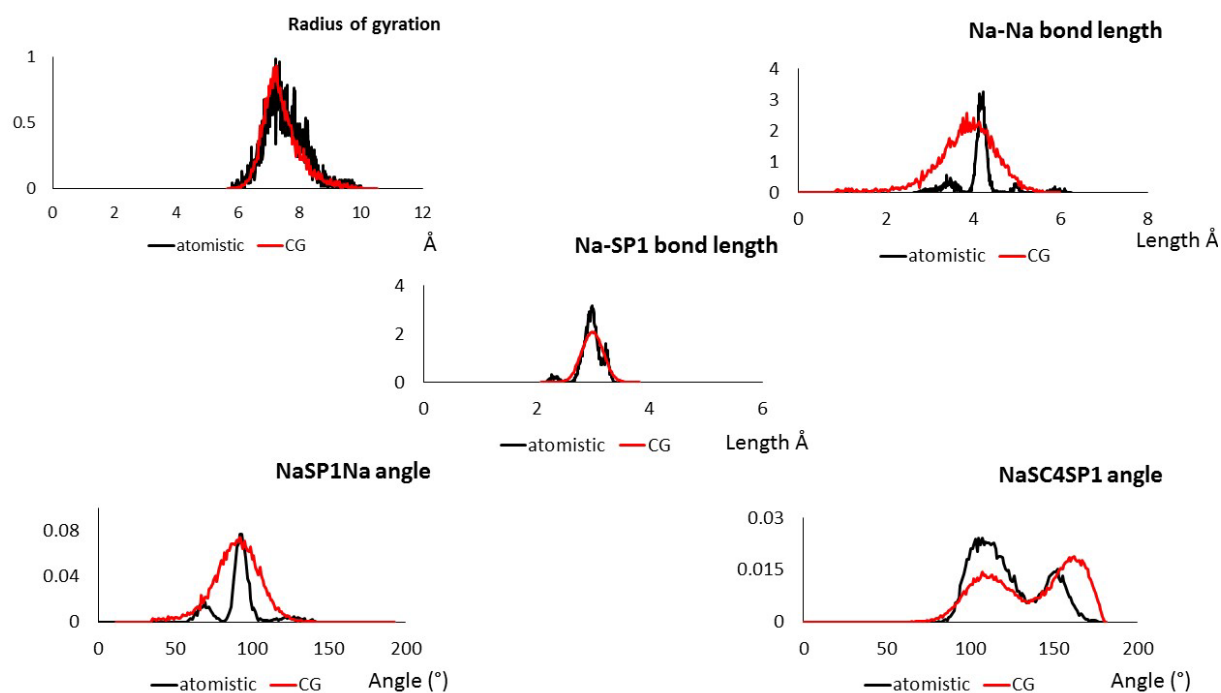 Radius of gyration
1
0.5
0
0 2 4 6 8 10 12
atomistic CG Å
Na-Na bond length
4
3
2
1
0
0 2 4 6 8
atomistic CG Length Å
Na-SP1 bond length
4
2
0
0 2 4 6
atomistic CG Length Å
NaSP1Na angle
0.08
0.04
0
0 50 100 150 200
atomistic CG Angle (°)
NaSC4SP1 angle
0.03
0.015
0
0 50 100 150 200
atomistic CG Angle (°)